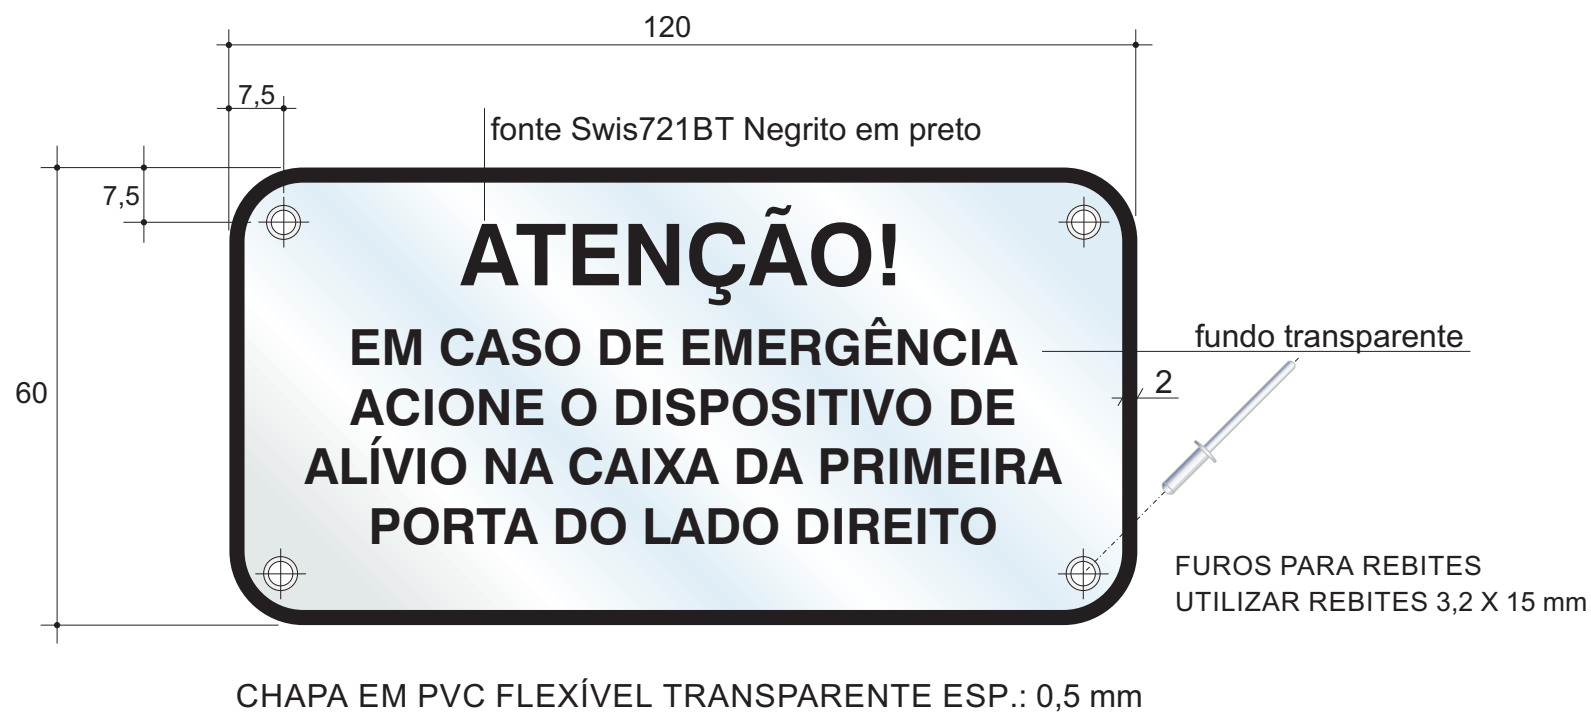 120
7,5
fonte Swis721BT Negrito em preto
7,5
ATENÇÃO!
EM CASO DE EMERGÊNCIA
fundo transparente
60
2
ACIONE O DISPOSITIVO DE
ALÍVIO NA CAIXA DA PRIMEIRA
PORTA DO LADO DIREITO
FUROS PARA REBITES
UTILIZAR REBITES 3,2 X 15 mm
CHAPA EM PVC FLEXÍVEL TRANSPARENTE ESP.: 0,5 mm